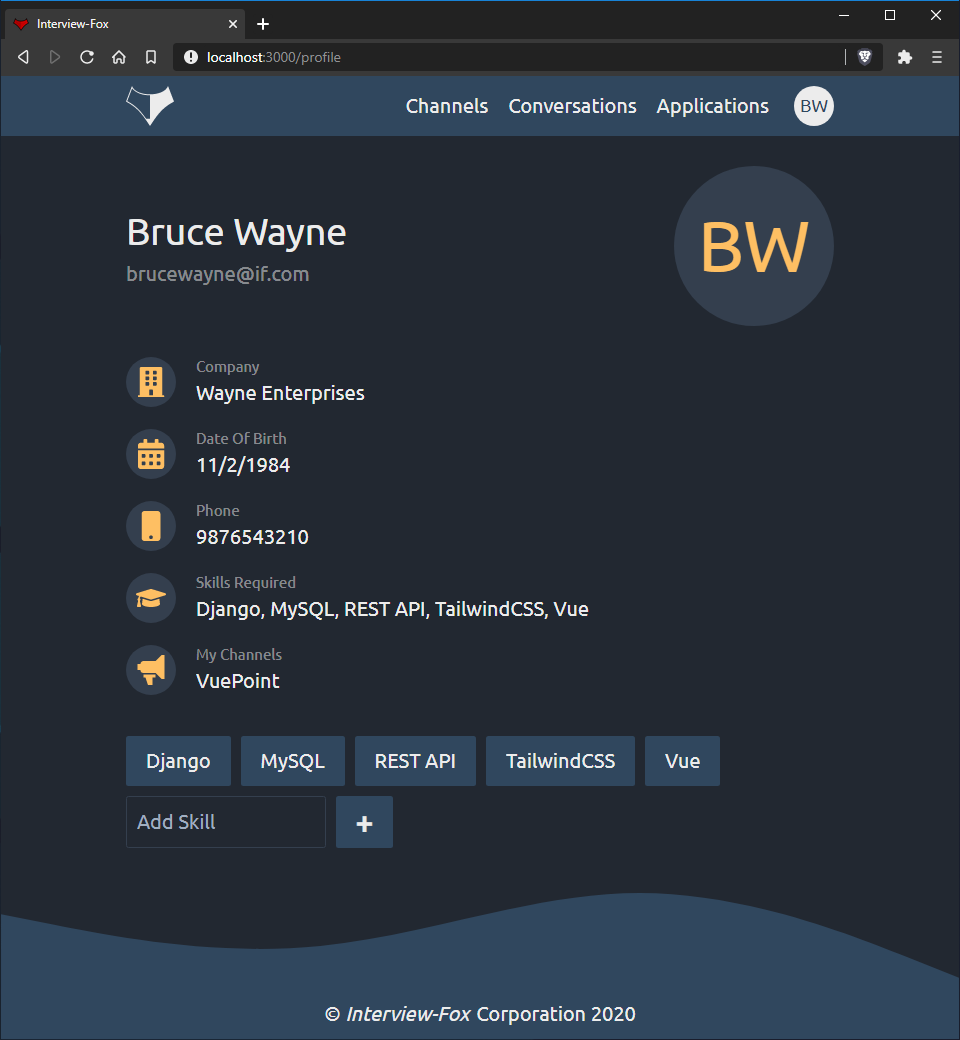 Interview-Fox
localhost:3000/profile
Channels Conversations Applications BW
Bruce Wayne
brucewayne@if.com
BW
Company
Wayne Enterprises
Date Of Birth
11/2/1984
Phone
9876543210
Skills Required
Django, MySQL, REST API, TailwindCSS, Vue
My Channels
VuePoint
Django MySQL REST API TailwindCSS Vue
Add Skill +
© Interview-Fox Corporation 2020